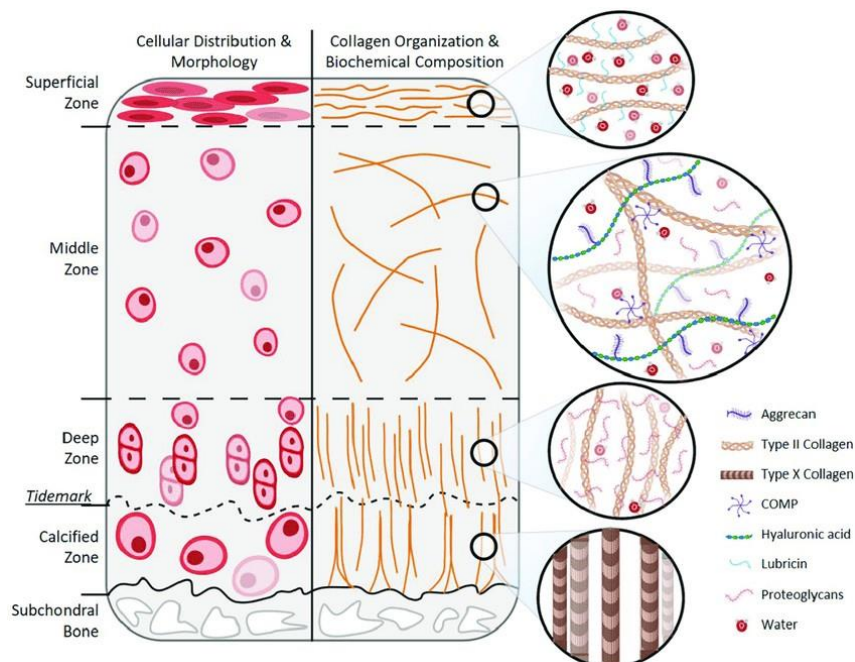 Cellular Distribution &
Morphology
Collagen Organization &
Biochemical Composition
Superficial
Zone
Middle
Zone
Deep
Zone
Tidemark
Calcified
Zone
Subchondral
Bone
Aggrecan
Type II Collagen
Type X Collagen
COMP
Hyaluronic acid
Lubricin
Proteoglycans
Water